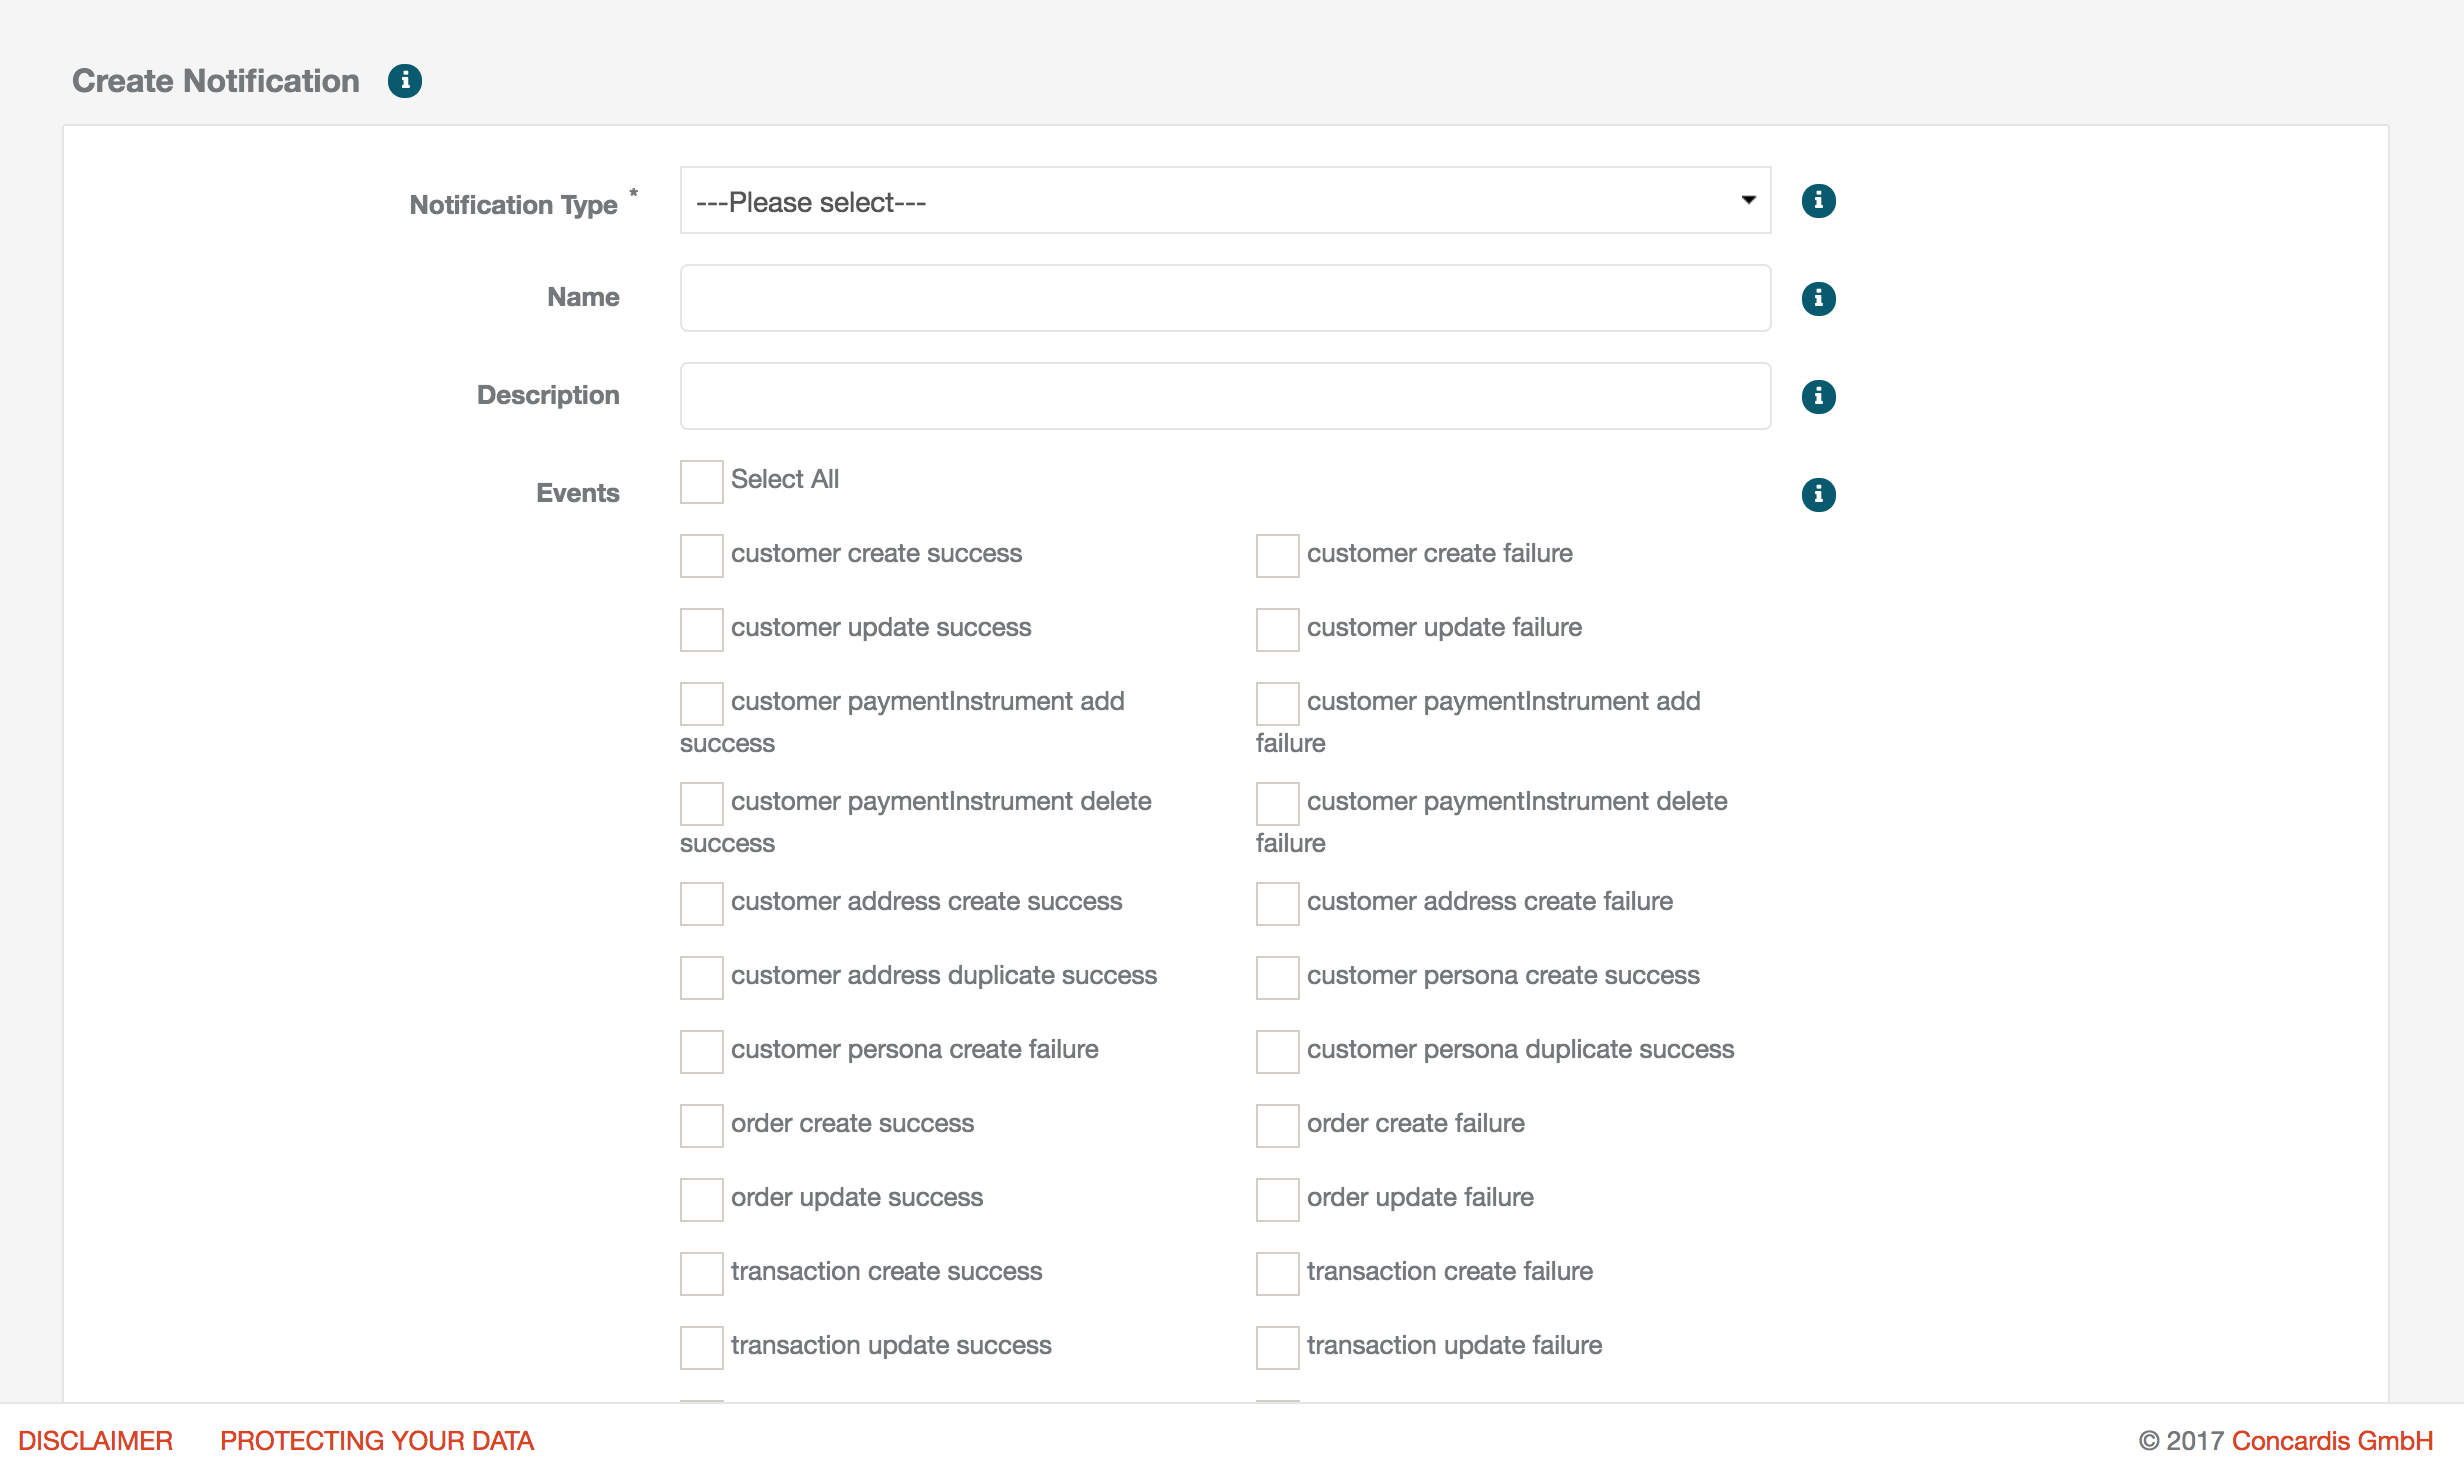 Create Notification
Notification Type *
---Please select---
Name
Description
Events
Select All
customer create success
customer create failure
customer update success
customer update failure
customer paymentInstrument add
success
customer paymentInstrument add
failure
customer paymentInstrument delete
success
customer paymentInstrument delete
failure
customer address create success
customer address create failure
customer address duplicate success
customer persona create success
customer persona create failure
customer persona duplicate success
order create success
order create failure
order update success
order update failure
transaction create success
transaction create failure
transaction update success
transaction update failure
DISCLAIMER
PROTECTING YOUR DATA
© 2017 Concardis GmbH